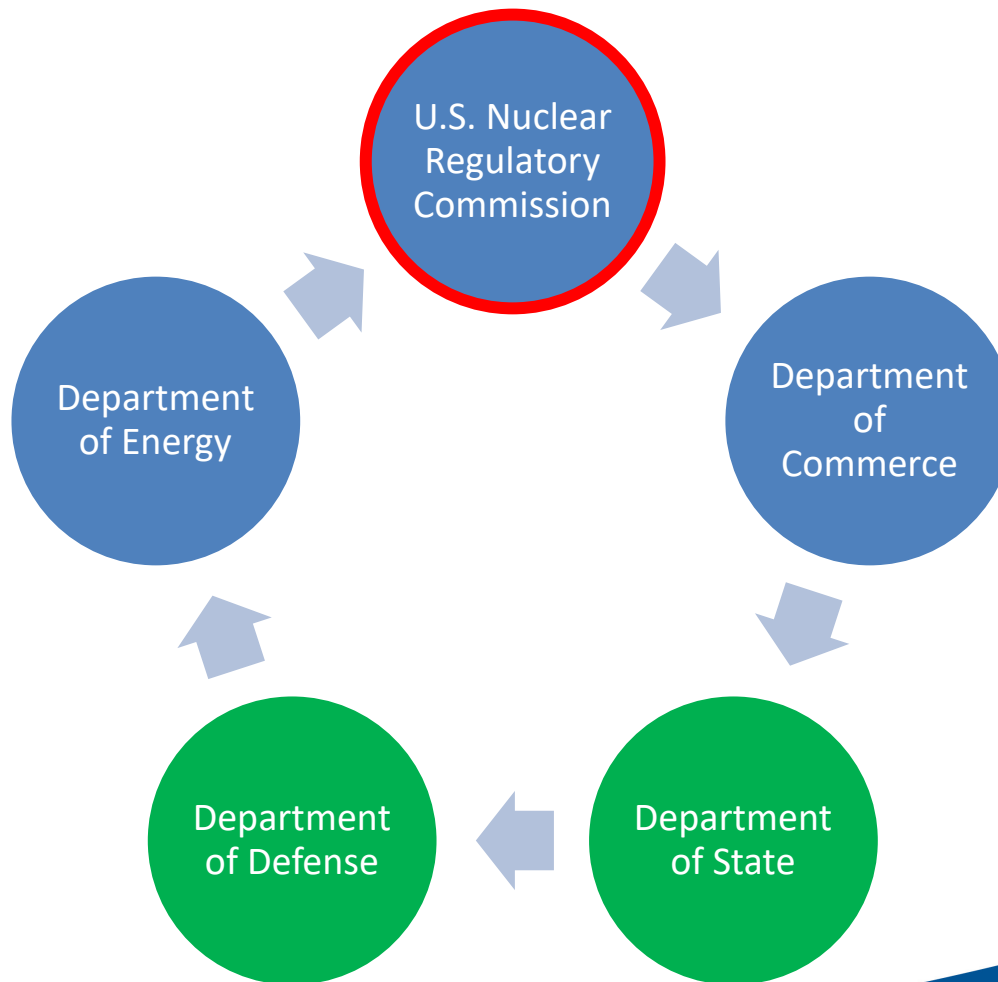 U.S. Nuclear
Regulatory
Commission
Department
of
Commerce
Department
of State
Department
of Defense
Department
of Energy